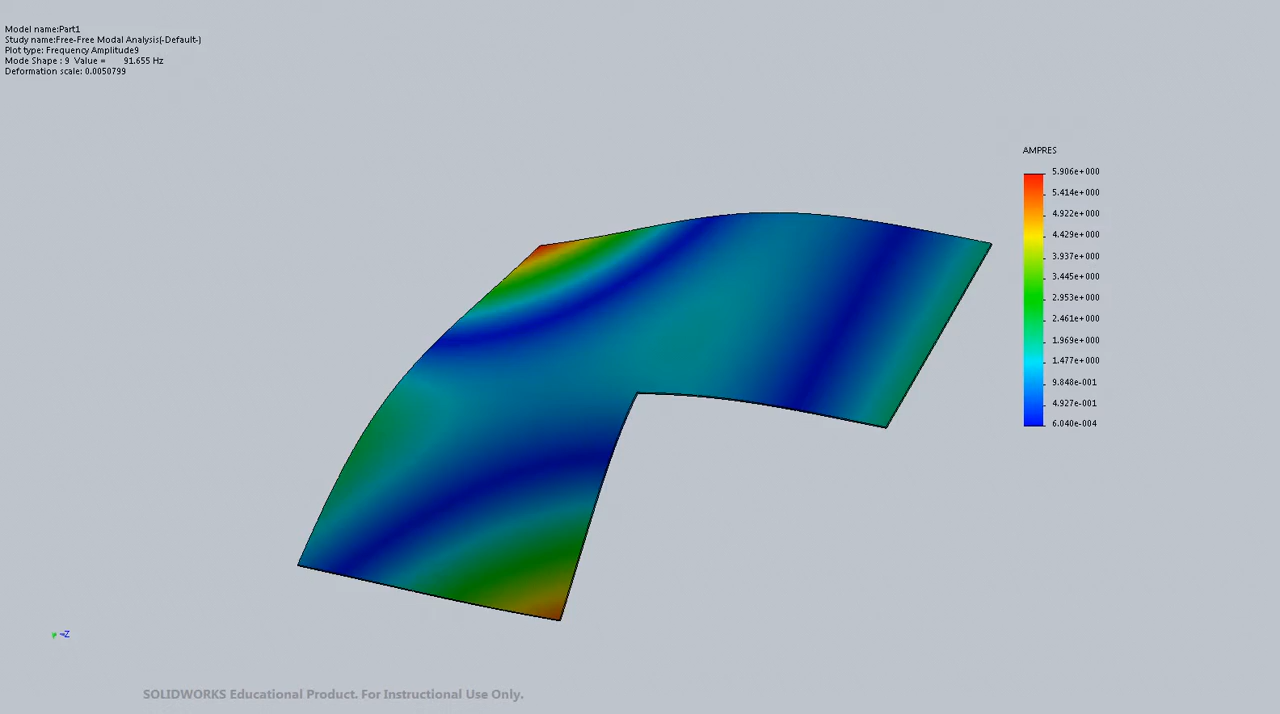 Model name:Part1
Study name:Free-Free Modal Analysis(-Default-)
Plot type: Frequency Amplitude9
Mode Shape : 9 Value = 91.655 Hz
Deformation scale: 0.0050799
AMPRES
5.906e+000
5.414e+000
4.922e+000
4.429e+000
3.937e+000
3.445e+000
2.953e+000
2.461e+000
1.969e+000
1.477e+000
9.848e-001
4.927e-001
6.040e-004
Z
SOLIDWORKS Educational Product. For Instructional Use Only.